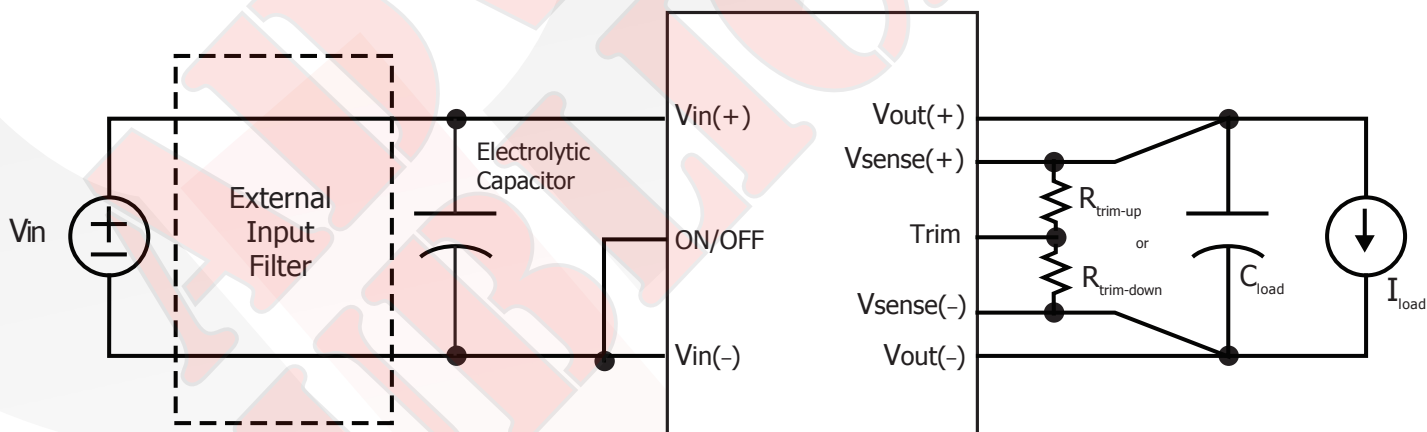 Vin
External
Input
Filter
Electrolytic
Capacitor
Vin(+)
ON/OFF
Vin(−)
Vout(+)
Vsense(+)
Trim
Vsense(−)
Vout(−)
Rtrim-up
or
Rtrim-down
Cload
Iload